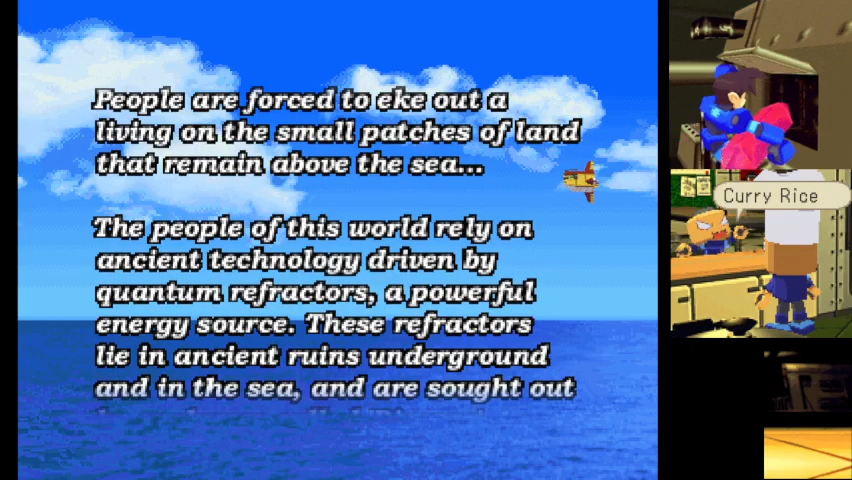 People are forced to eke out a
living on the small patches of land
that remain above the sea...
The people of this world rely on
ancient technology driven by
quantum refractors, a powerful
energy source. These refractors
lie in ancient ruins underground
and in the sea, and are sought out
Curry Rice